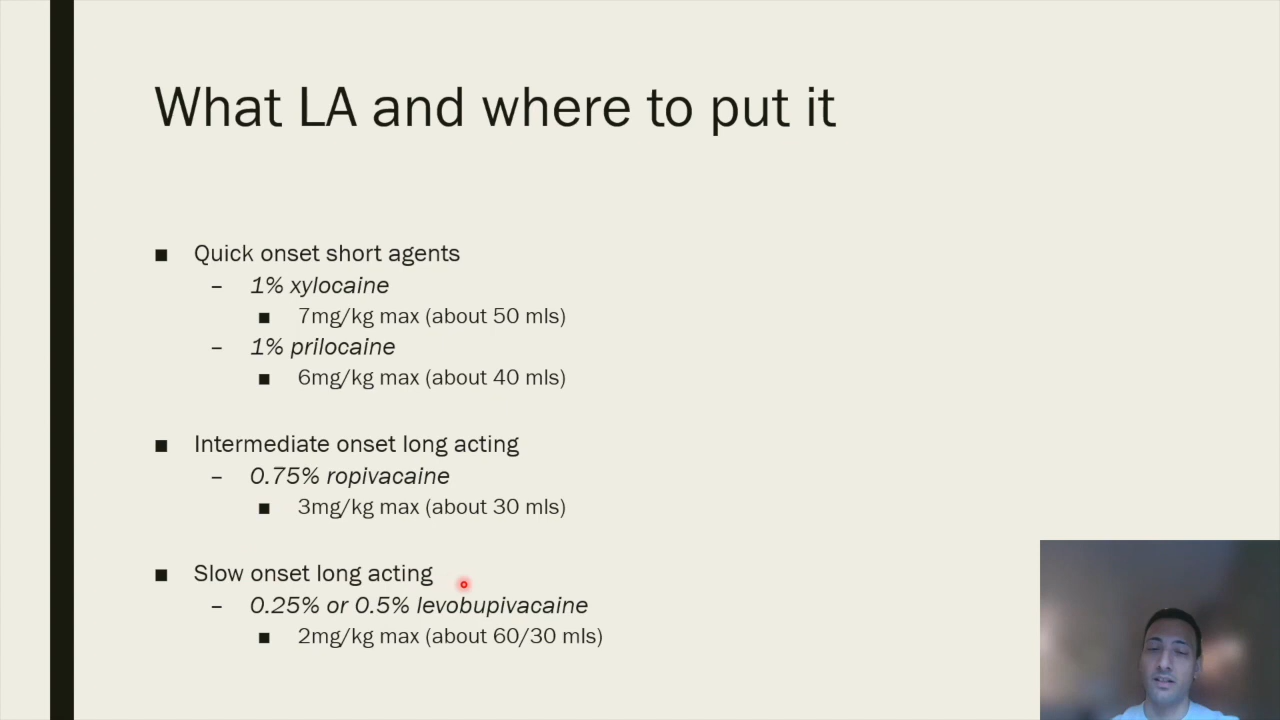 What LA and where to put it
■ Quick onset short agents
– 1% xylocaine
■ 7mg/kg max (about 50 mls)
– 1% prilocaine
■ 6mg/kg max (about 40 mls)
■ Intermediate onset long acting
– 0.75% ropivacaine
■ 3mg/kg max (about 30 mls)
■ Slow onset long acting
– 0.25% or 0.5% levobupivacaine
■ 2mg/kg max (about 60/30 mls)